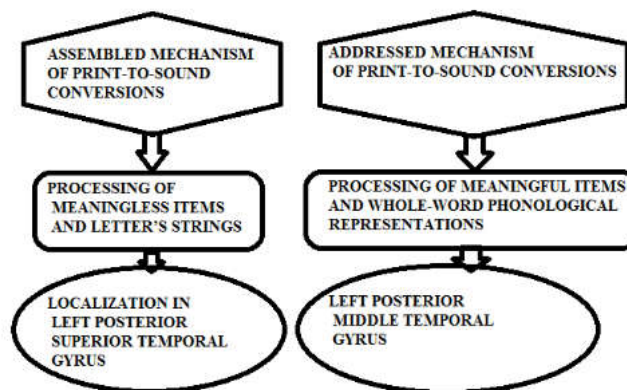 ASSEMBLED MECHANISM
OF PRINT-TO-SOUND
CONVERSIONS
PROCESSING OF
MEANINGLESS ITEMS
AND LETTER'S STRINGS
LOCALIZATION IN
LEFT POSTERIOR
SUPERIOR TEMPORAL
GYRUS
ADDRESSED MECHANISM
OF PRINT-TO-SOUND CONVERSIONS
PROCESSING OF MEANINGFUL ITEMS
AND WHOLE-WORD PHONOLOGICAL
REPRESENTATIONS
LEFT POSTERIOR
MIDDLE TEMPORAL
GYRUS